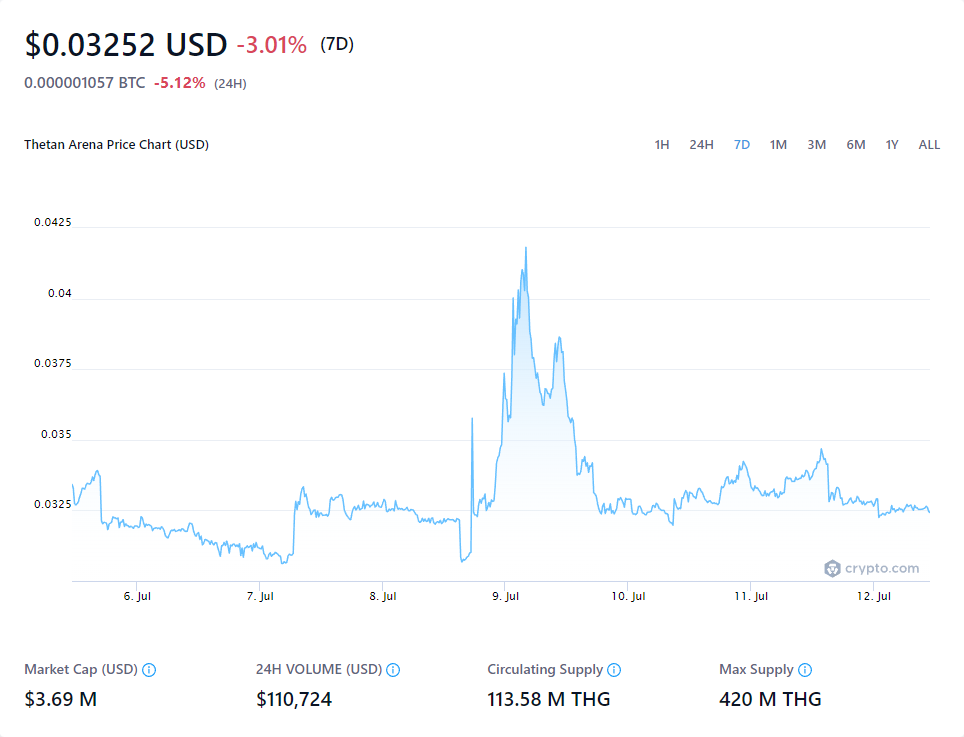 $0.03252 USD -3.01% (7D)
0.000001057 BTC -5.12% (24H)
Thetan Arena Price Chart (USD) 1H 24H 7D 1M 3M 6M 1Y ALL
0.0425
0.04
0.0375
0.035
0.0325
crypto.com
6. Jul 7. Jul 8. Jul 9. Jul 10. Jul 11. Jul 12. Jul
Market Cap (USD) 24H VOLUME (USD) Circulating Supply Max Supply
$3.69 M $110,724 113.58 M THG 420 M THG